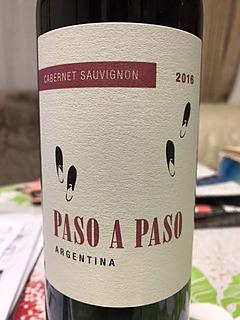 CABERNET SAUVIGNON
2016
PASO A PASO
ARGENTINA